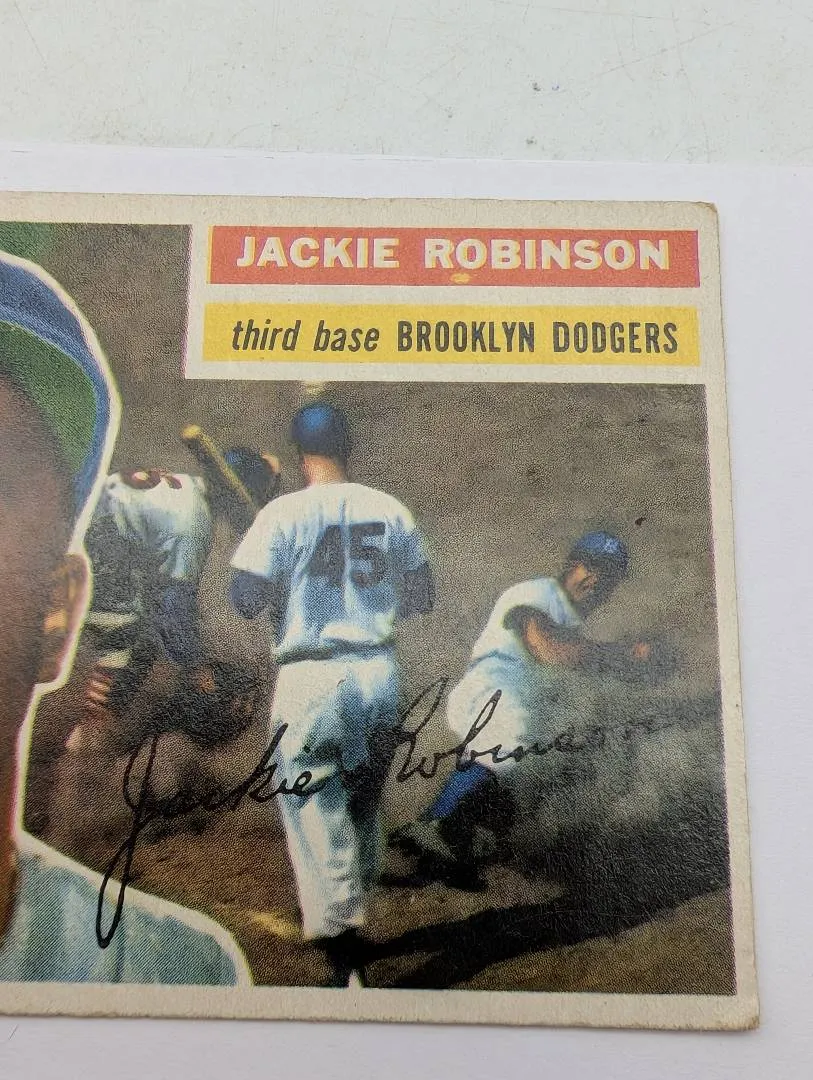 JACKIE ROBINSON
third base BROOKLYN DODGERS
45
Jackie Robinson